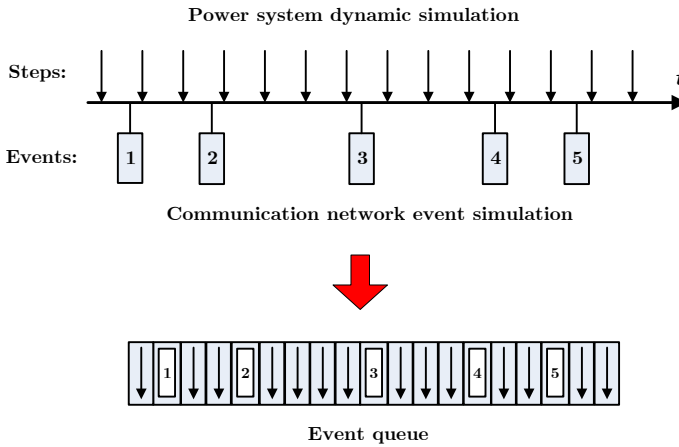 Power system dynamic simulation
Steps:
t
Events:
1 2 3 4 5
Communication network event simulation
1 2 3 4 5
Event queue